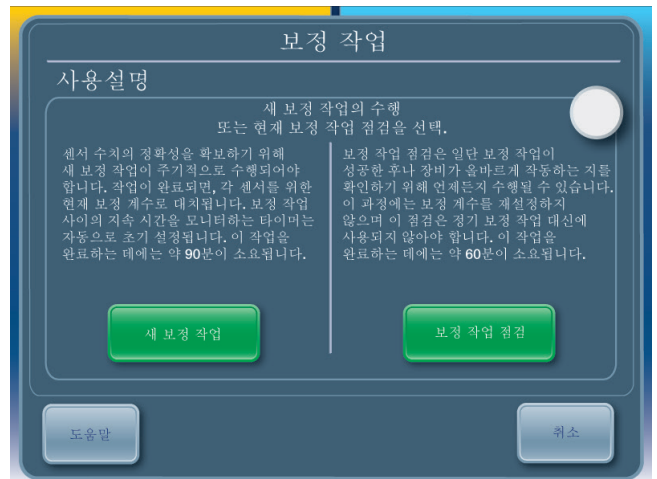 보정 작업
사용설명
새 보정 작업의 수행
또는 현재 보정 작업 점검을 선택.
센서 수치의 정확성을 확보하기 위해
새 보정 작업이 주기적으로 수행되어야
합니다. 작업이 완료되면, 각 센서를 위한
현재 보정 계수로 대치됩니다. 보정 작업
사이의 지속 시간을 모니터하는 타이머는
자동으로 초기 설정됩니다. 이 작업을
완료하는 데에는 약 90분이 소요됩니다.
보정 작업 점검은 일단 보정 작업이
성공한 후나 장비가 올바르게 작동하는 지를
확인하기 위해 언제든지 수행될 수 있습니다.
이 과정에는 보정 계수를 재설정하지
않으며 이 점검은 정기 보정 작업 대신에
사용되지 않아야 합니다. 이 작업을
완료하는 데에는 약 60분이 소요됩니다.
새 보정 작업
보정 작업 점검
도움말
취소